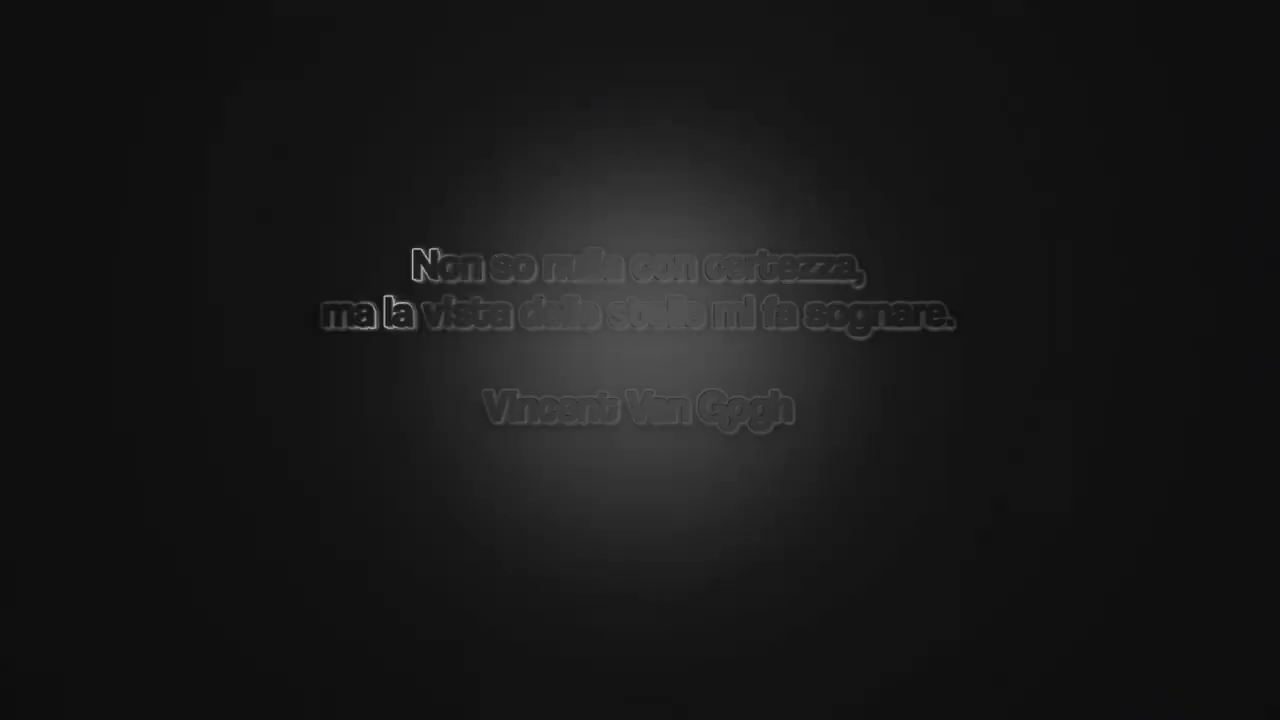 Non so nulla con certezza,
ma la vista delle stelle mi fa sognare.
Vincent Van Gogh